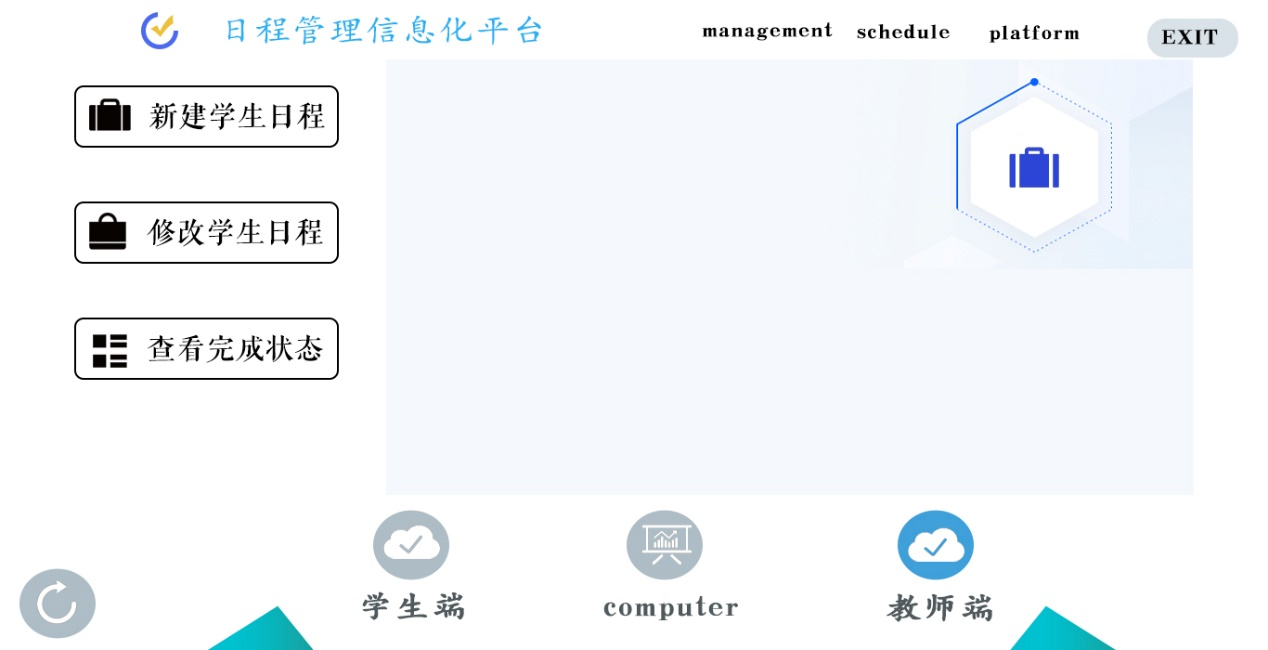 日程管理信息化平台
management schedule platform EXIT
新建学生日程
修改学生日程
查看完成状态
学生端 computer 教师端